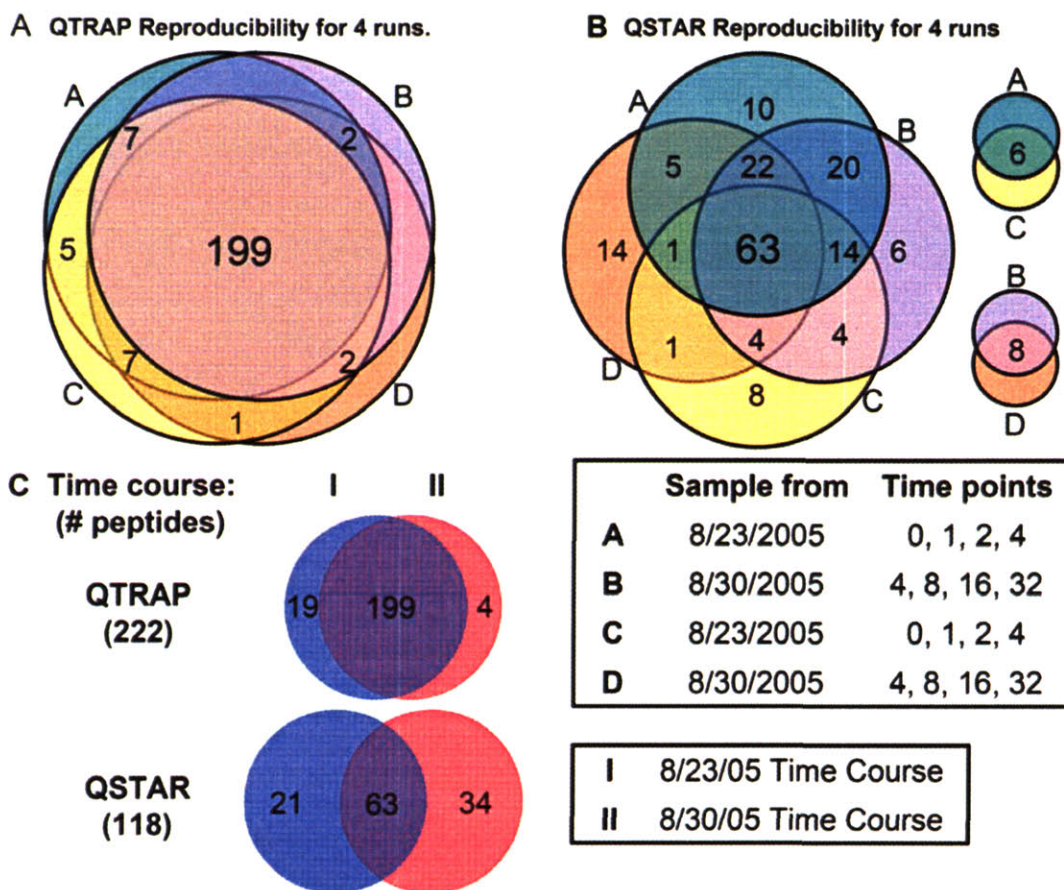 A QTRAP Reproducibility for 4 runs.
A
B
7
2
5
199
7
2
C
D
1
B QSTAR Reproducibility for 4 runs
A
10
B
5
22
20
14
1
63
14
6
1
4
4
D
8
C
A
6
C
B
8
D
C Time course: I II
(# peptides)
QTRAP
(222)
19 199 4
QSTAR
(118)
21 63 34
Sample from Time points
A 8/23/2005 0, 1, 2, 4
B 8/30/2005 4, 8, 16, 32
C 8/23/2005 0, 1, 2, 4
D 8/30/2005 4, 8, 16, 32
I 8/23/05 Time Course
II 8/30/05 Time Course